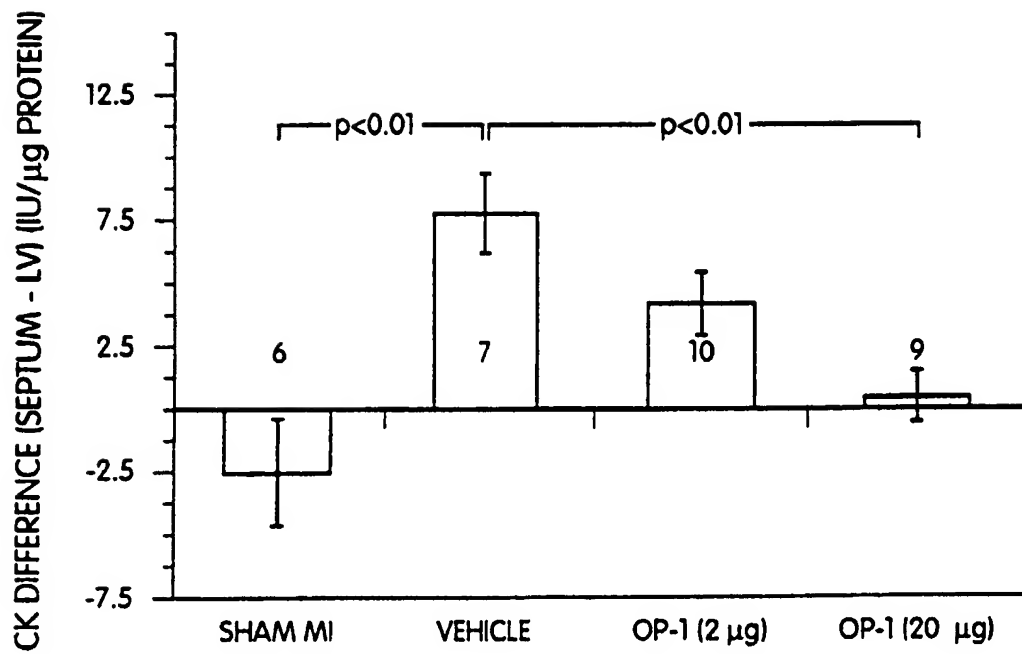 CK DIFFERENCE (SEPTUM - LV) (IU/µg PROTEIN)
12.5
7.5
2.5
-2.5
-7.5
p<0.01
p<0.01
6
7
10
9
SHAM MI
VEHICLE
OP-1 (2 µg)
OP-1 (20 µg)